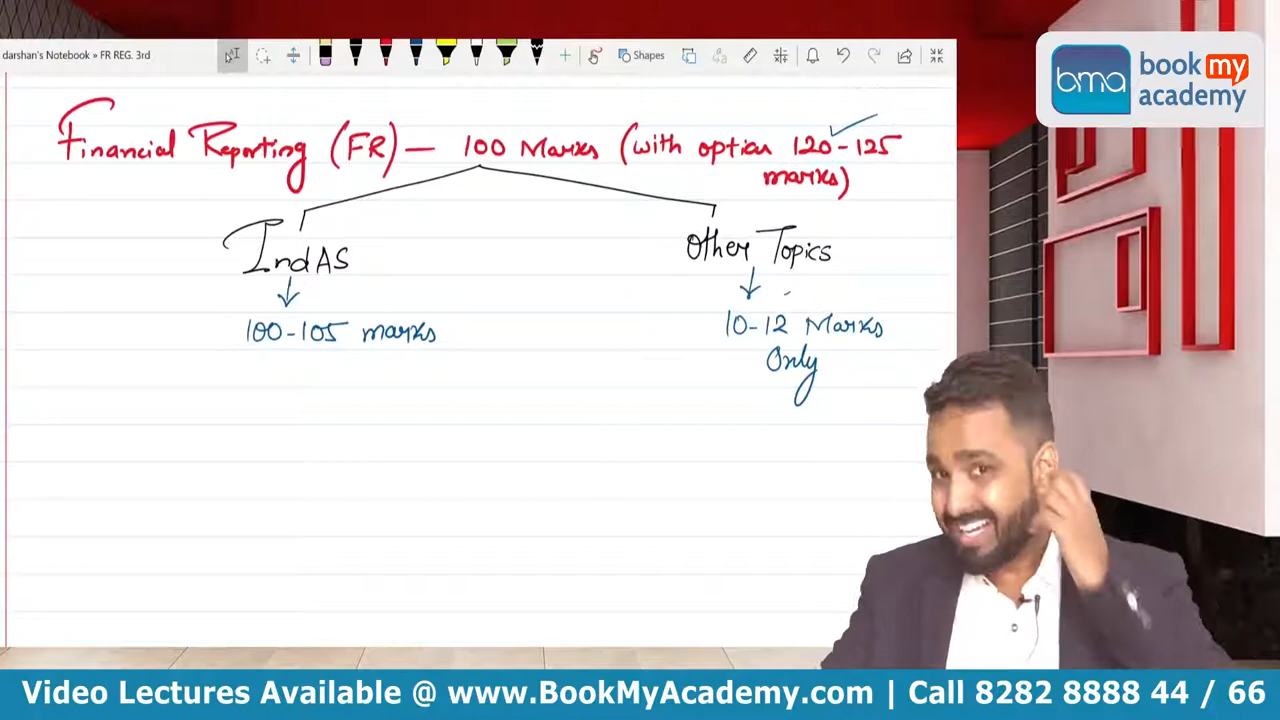 darshan's Notebook » FR REG. 3rd
Shapes
bma book my academy
Financial Reporting (FR) — 100 Marks (with option 120-125 marks)
IndAS
Other Topics
100-105 marks
10-12 Marks
Only
Video Lectures Available @ www.BookMyAcademy.com | Call 8282 8888 44 / 66